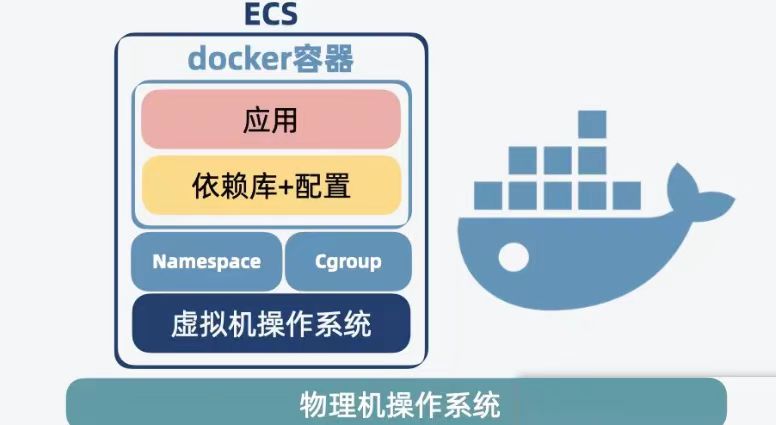 ECS
docker容器
应用
依赖库+配置
Namespace
Cgroup
虚拟机操作系统
物理机操作系统